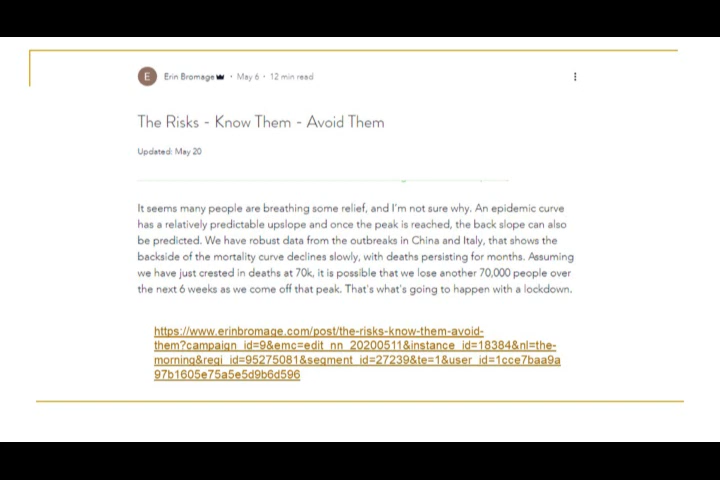 E Erin Bromage · May 6 · 12 min read
The Risks - Know Them - Avoid Them
Updated: May 20
It seems many people are breathing some relief, and I'm not sure why. An epidemic curve
has a relatively predictable upslope and once the peak is reached, the back slope can also
be predicted. We have robust data from the outbreaks in China and Italy, that shows the
backside of the mortality curve declines slowly, with deaths persisting for months. Assuming
we have just crested in deaths at 70k, it is possible that we lose another 70,000 people over
the next 6 weeks as we come off that peak. That's what's going to happen with a lockdown.
https://www.erinbromage.com/post/the-risks-know-them-avoid-
them?campaign_id=9&emc=edit_nn_20200511&instance_id=18384&nl=the-
morning&regi_id=95275081&segment_id=27239&te=1&user_id=1cce7baa9a
97b1605e75a5e5d9b6d596